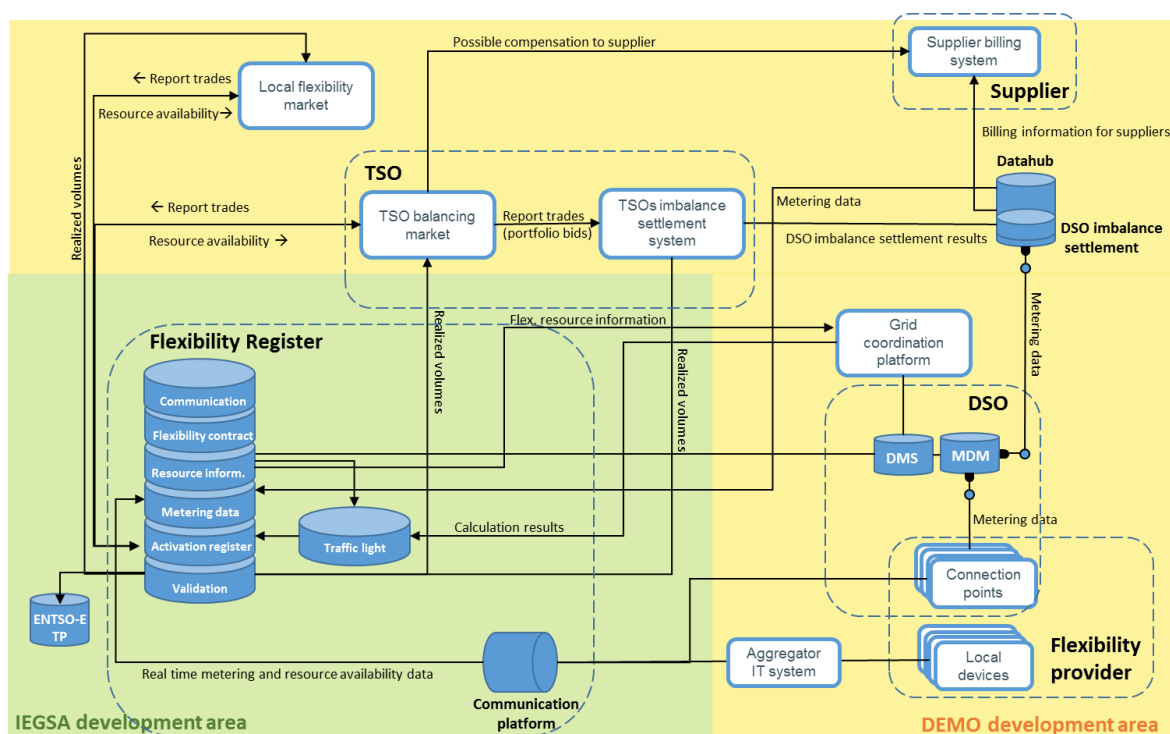 Possible compensation to supplier
Supplier billing
system
Supplier
← Report trades
Local flexibility
market
Resource availability→
Billing information for suppliers
Datahub
TSO
Realized volumes
Metering data
← Report trades
TSO balancing
market
Report trades
(portfolio bids)
TSOs imbalance
settlement
system
Resource availability →
DSO imbalance settlement results
DSO imbalance
settlement
Metering data
Flexibility Register
Realized volumes
Flex. resource information
Realized volumes
Grid
coordination
platform
Communication
Flexibility contract
DSO
Resource inform.
DMS
MDM
Metering data
Metering data
Calculation results
Activation register
Traffic light
Validation
Connection
points
ENTSO-E
TP
Aggregator
IT system
Local
devices
Flexibility
provider
Real time metering and resource availability data
Communication
platform
IEGSA development area
DEMO development area